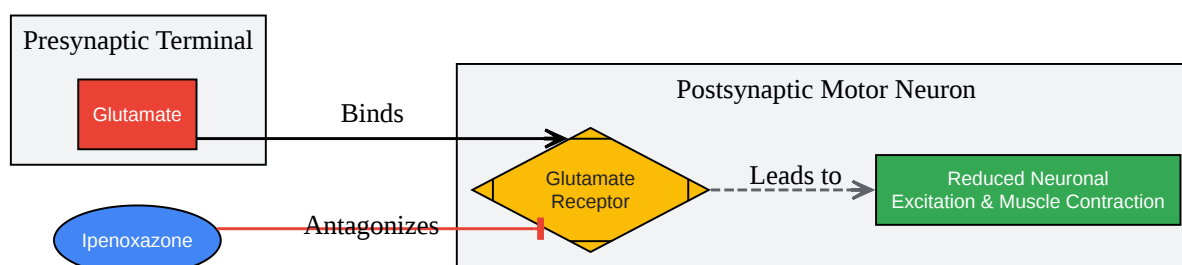 Presynaptic Terminal
Glutamate
Binds
Postsynaptic Motor Neuron
Glutamate
Receptor
Leads to
Reduced Neuronal
Excitation & Muscle Contraction
Ipenoxazone
Antagonizes